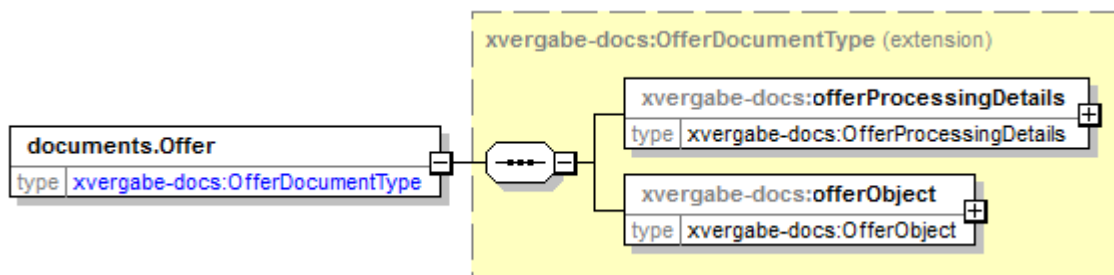 xvergabe-docs:OfferDocumentType (extension)
xvergabe-docs:offerProcessingDetails
type xvergabe-docs:OfferProcessingDetails
documents.Offer
type xvergabe-docs:OfferDocumentType
xvergabe-docs:offerObject
type xvergabe-docs:OfferObject